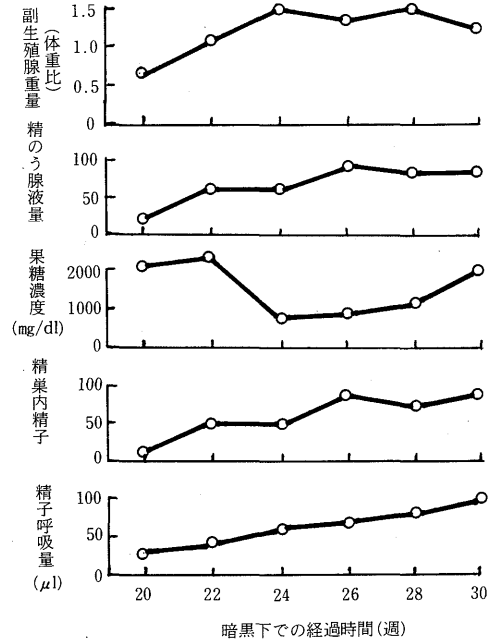 副生殖腺重量
(体重比)
1.5
1.0
0.5
0
精のう腺液量
100
50
0
果糖濃度
(mg/dl)
2000
1000
0
精巣内精子
100
50
0
精子呼吸量
(μl)
100
50
0
20 22 24 26 28 30
暗黒下での経過時間(週)